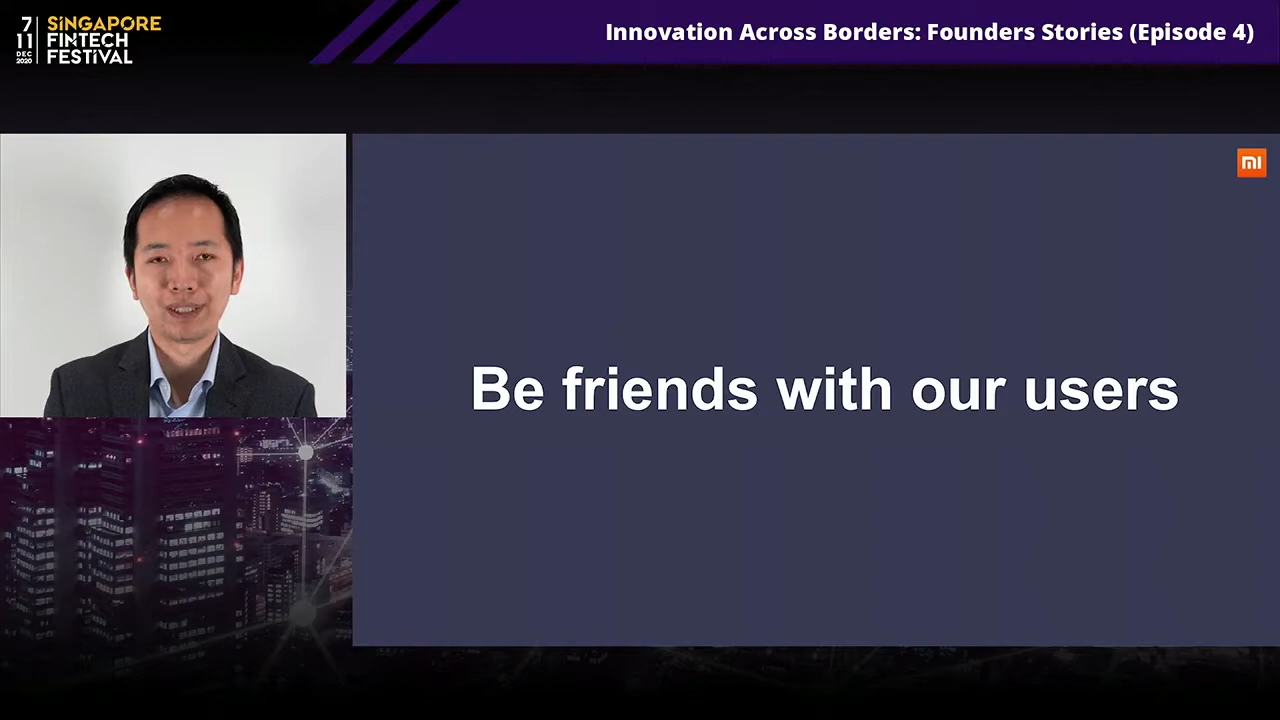 7
11
DEC
2020
SINGAPORE
FINTECH
FESTIVAL
Innovation Across Borders: Founders Stories (Episode 4)
mi
Be friends with our users